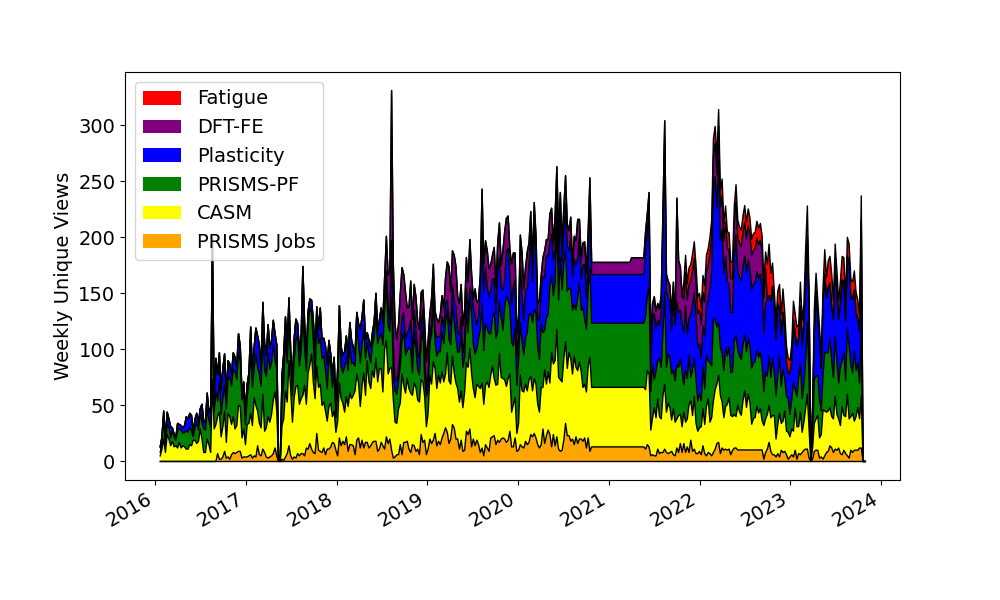 Weekly Unique Views
300
250
200
150
100
50
0
Fatigue
DFT-FE
Plasticity
PRISMS-PF
CASM
PRISMS Jobs
2016
2017
2018
2019
2020
2021
2022
2023
2024